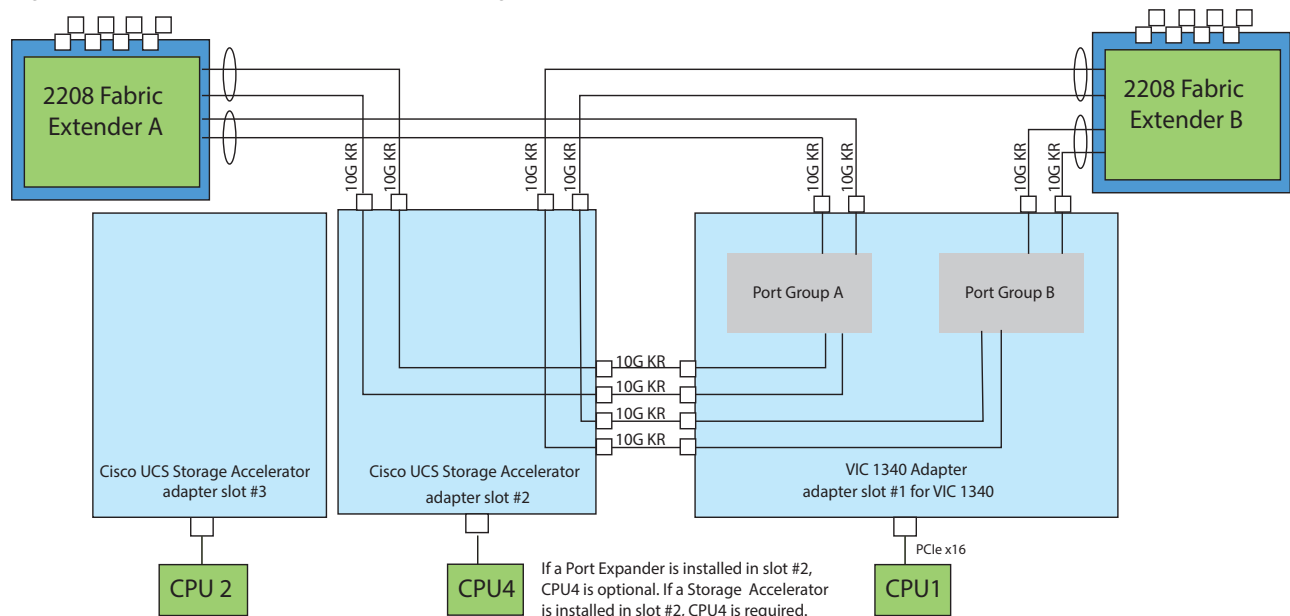 2208 Fabric
Extender A
2208 Fabric
Extender B
10G KR
10G KR
10G KR
10G KR
10G KR
10G KR
10G KR
10G KR
Port Group A
Port Group B
10G KR
10G KR
10G KR
10G KR
Cisco UCS Storage Accelerator
adapter slot #3
Cisco UCS Storage Accelerator
adapter slot #2
VIC 1340 Adapter
adapter slot #1 for VIC 1340
PCIe x16
CPU 2
CPU4
If a Port Expander is installed in slot #2,
CPU4 is optional. If a Storage Accelerator
is installed in slot #2, CPU4 is required.
CPU1